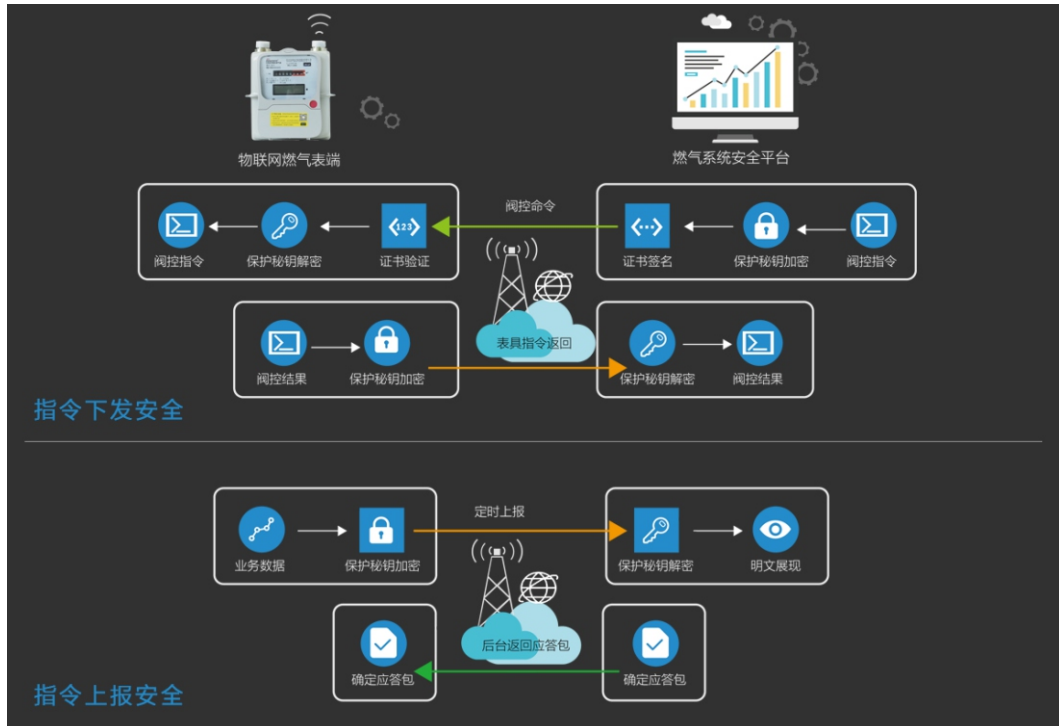 物联网燃气表端
燃气系统安全平台
阀控命令
阀控指令
保护秘钥解密
123
证书验证
证书签名
保护秘钥加密
阀控指令
表具指令返回
阀控结果
保护秘钥加密
保护秘钥解密
阀控结果
指令下发安全
定时上报
业务数据
保护秘钥加密
保护秘钥解密
明文展现
后台返回应答包
确定应答包
确定应答包
指令上报安全